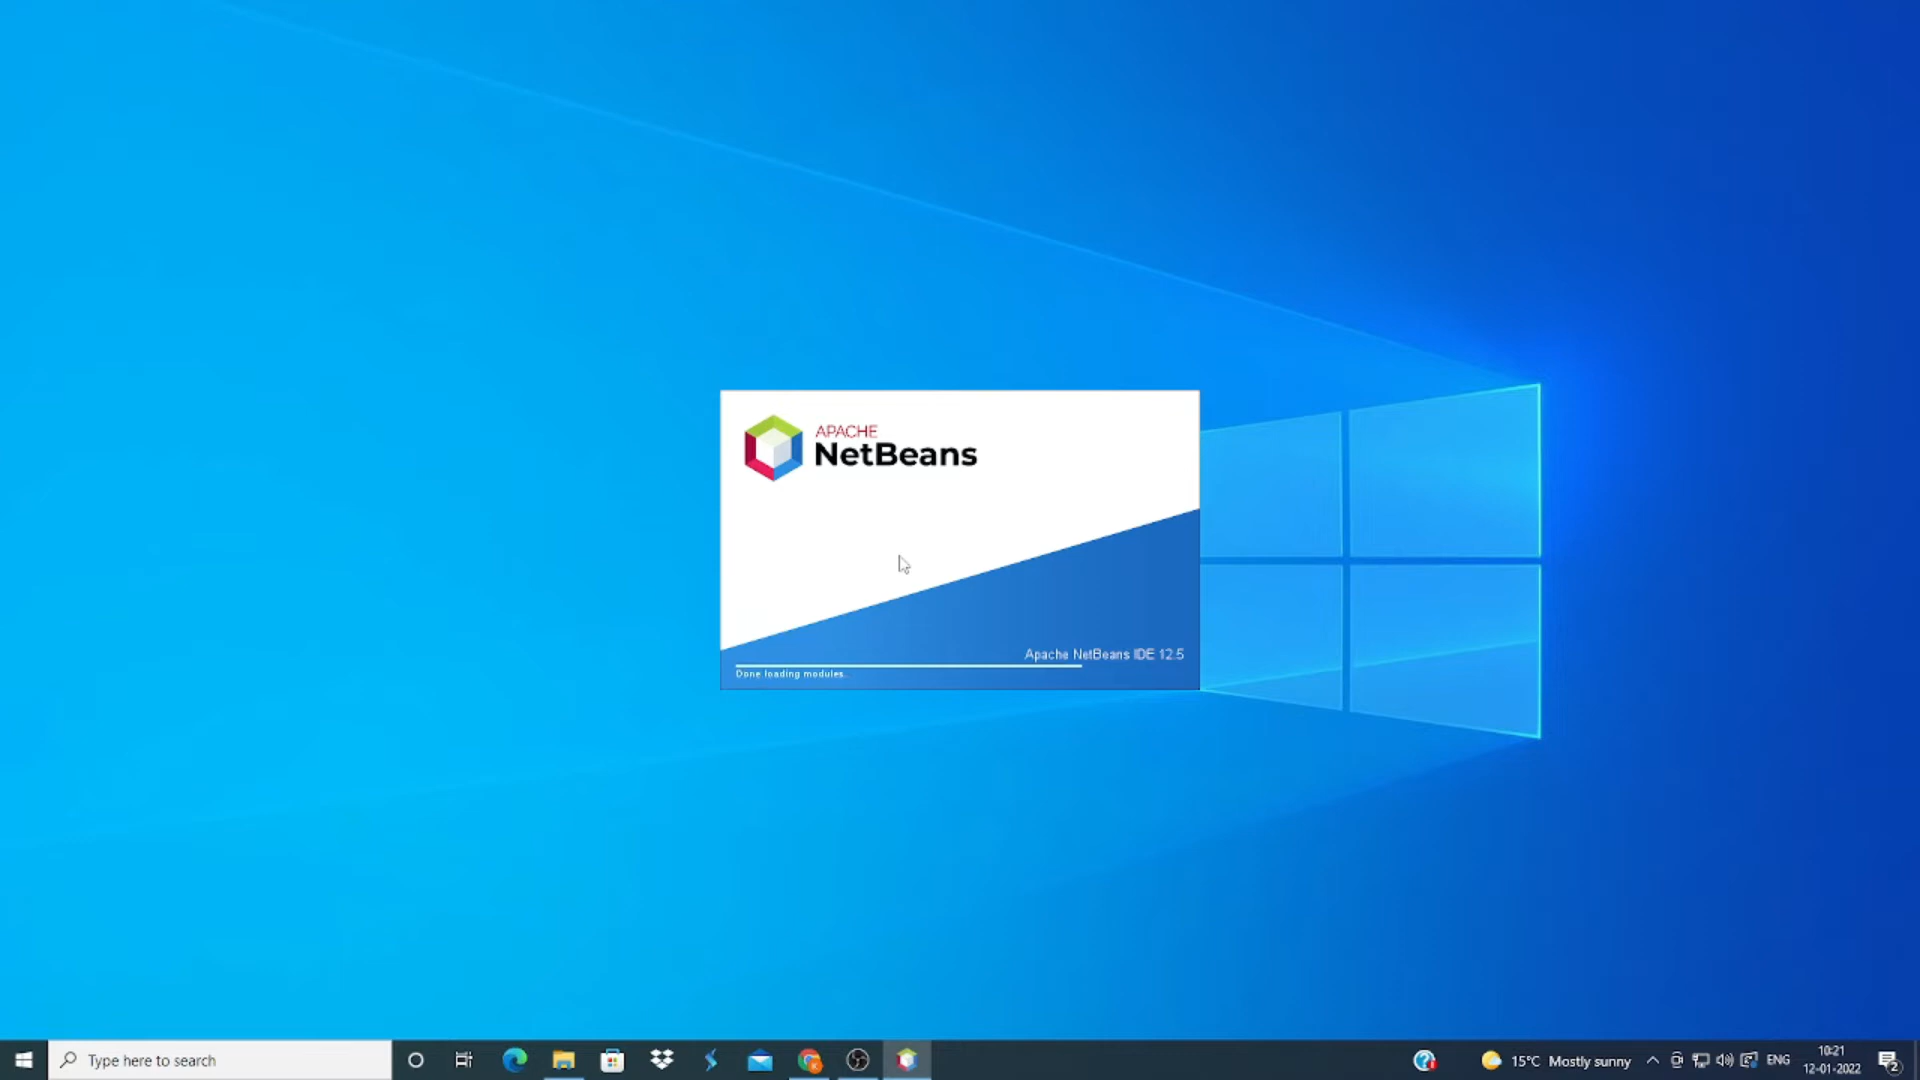 APACHE
NetBeans
Apache NetBeans IDE 12.5
Done loading modules.
Type here to search
15°C Mostly sunny
ENG
10:21
12-01-2022
2